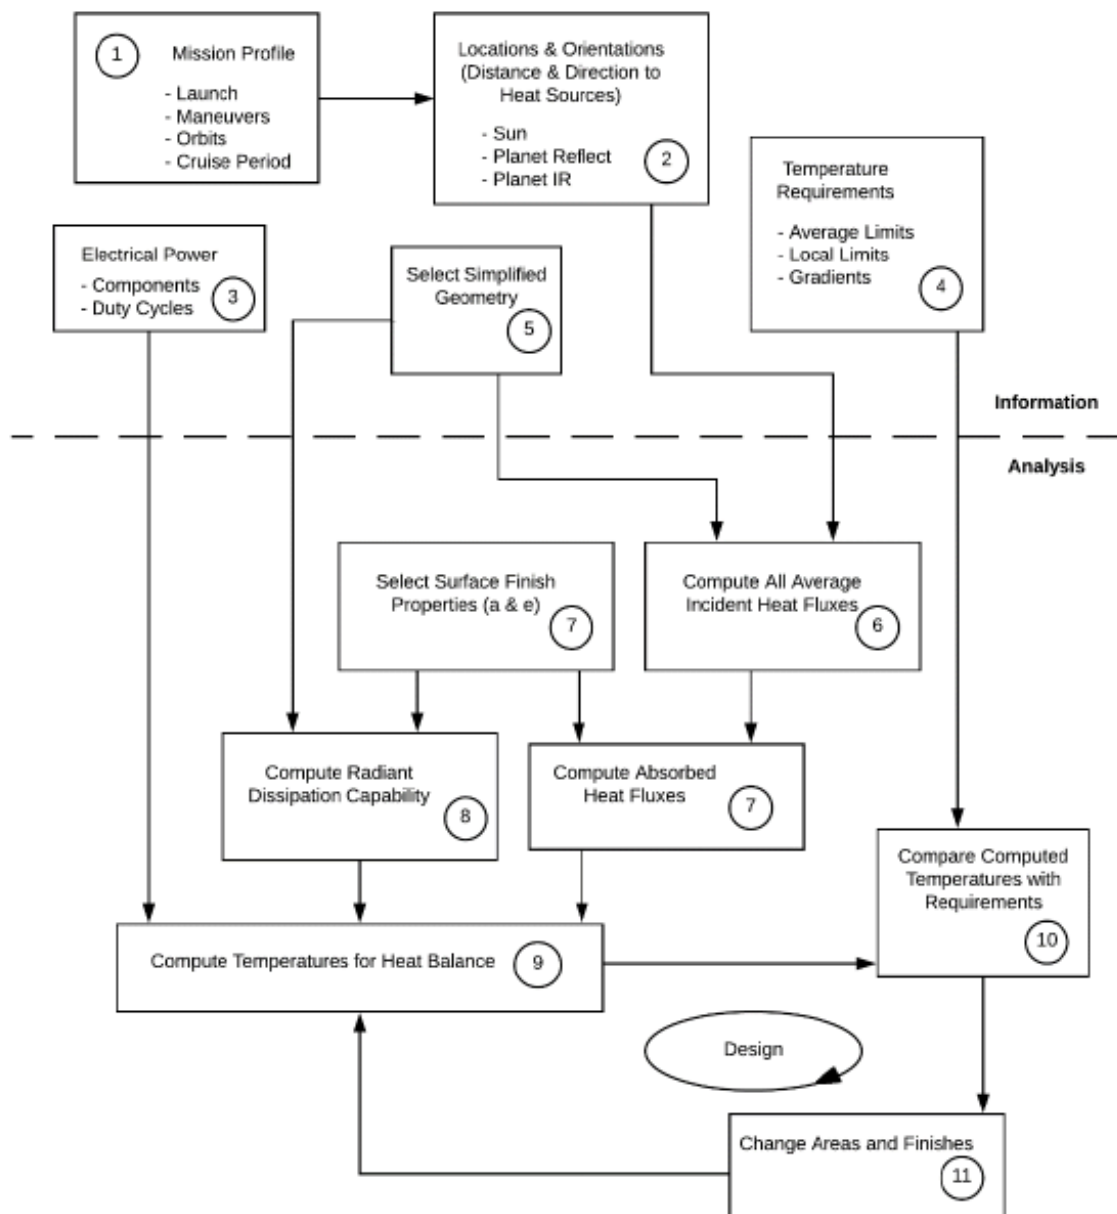 1
Mission Profile
- Launch
- Maneuvers
- Orbits
- Cruise Period
Locations & Orientations
(Distance & Direction to
Heat Sources)
- Sun
- Planet Reflect
- Planet IR
2
Temperature
Requirements
- Average Limits
- Local Limits
- Gradients
4
Electrical Power
- Components
- Duty Cycles
3
Select Simplified
Geometry
5
Information
Analysis
Select Surface Finish
Properties (a & e)
7
Compute All Average
Incident Heat Fluxes
6
Compute Radiant
Dissipation Capability
8
Compute Absorbed
Heat Fluxes
7
Compare Computed
Temperatures with
Requirements
10
Compute Temperatures for Heat Balance
9
Design
Change Areas and Finishes
11